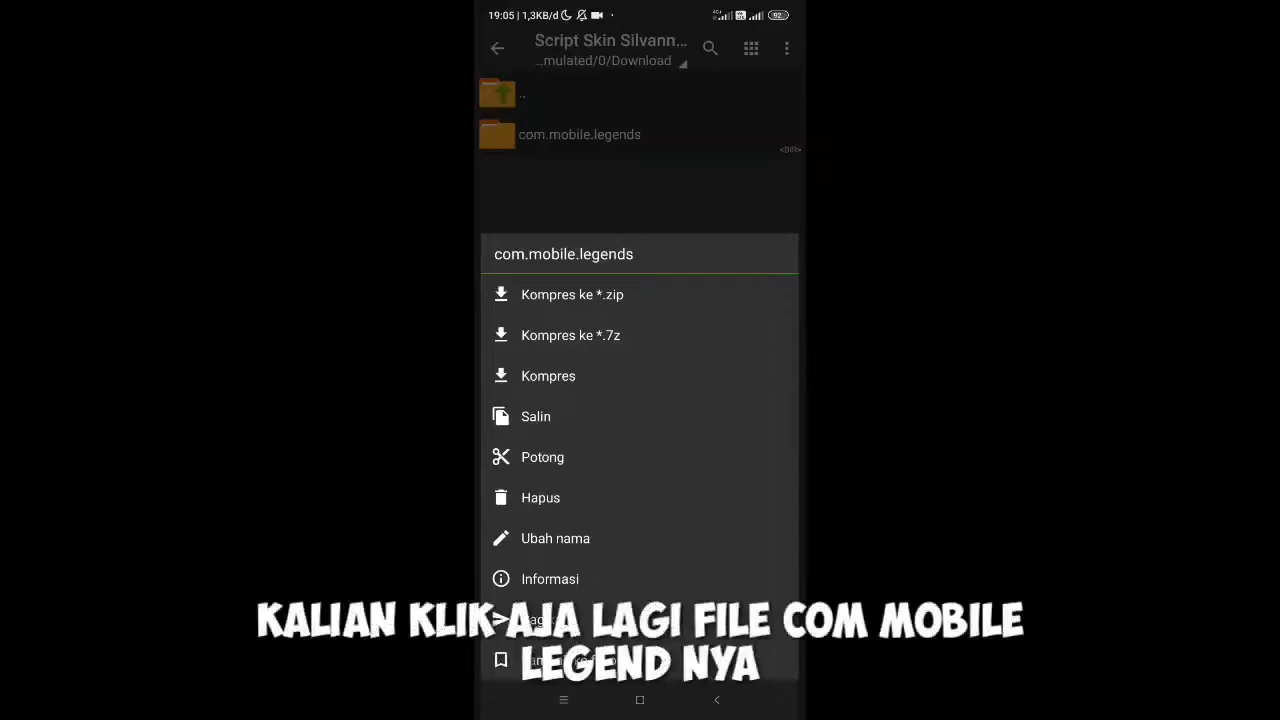 19:05 | 1,3KB/d
92
Script Skin Silvann...
...mulated/0/Download
..
com.mobile.legends
<DIR>
com.mobile.legends
Kompres ke *.zip
Kompres ke *.7z
Kompres
Salin
Potong
Hapus
Ubah nama
Informasi
KALIAN KLIK AJA LAGI FILE COM MOBILE
LEGEND NYA